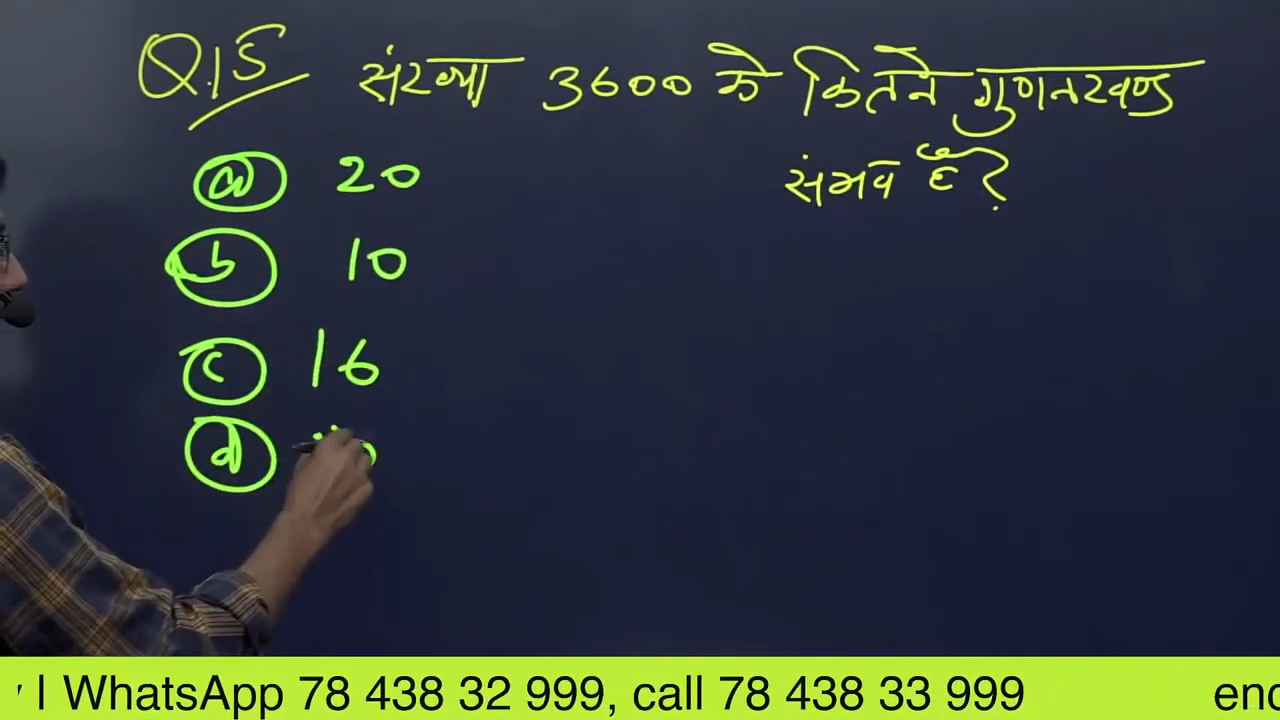 Q.15 संख्या 3600 के कितने गुणनखण्ड
संभव है?
(a) 20
(b) 10
(c) 16
(d)
WhatsApp 78 438 32 999, call 78 438 33 999